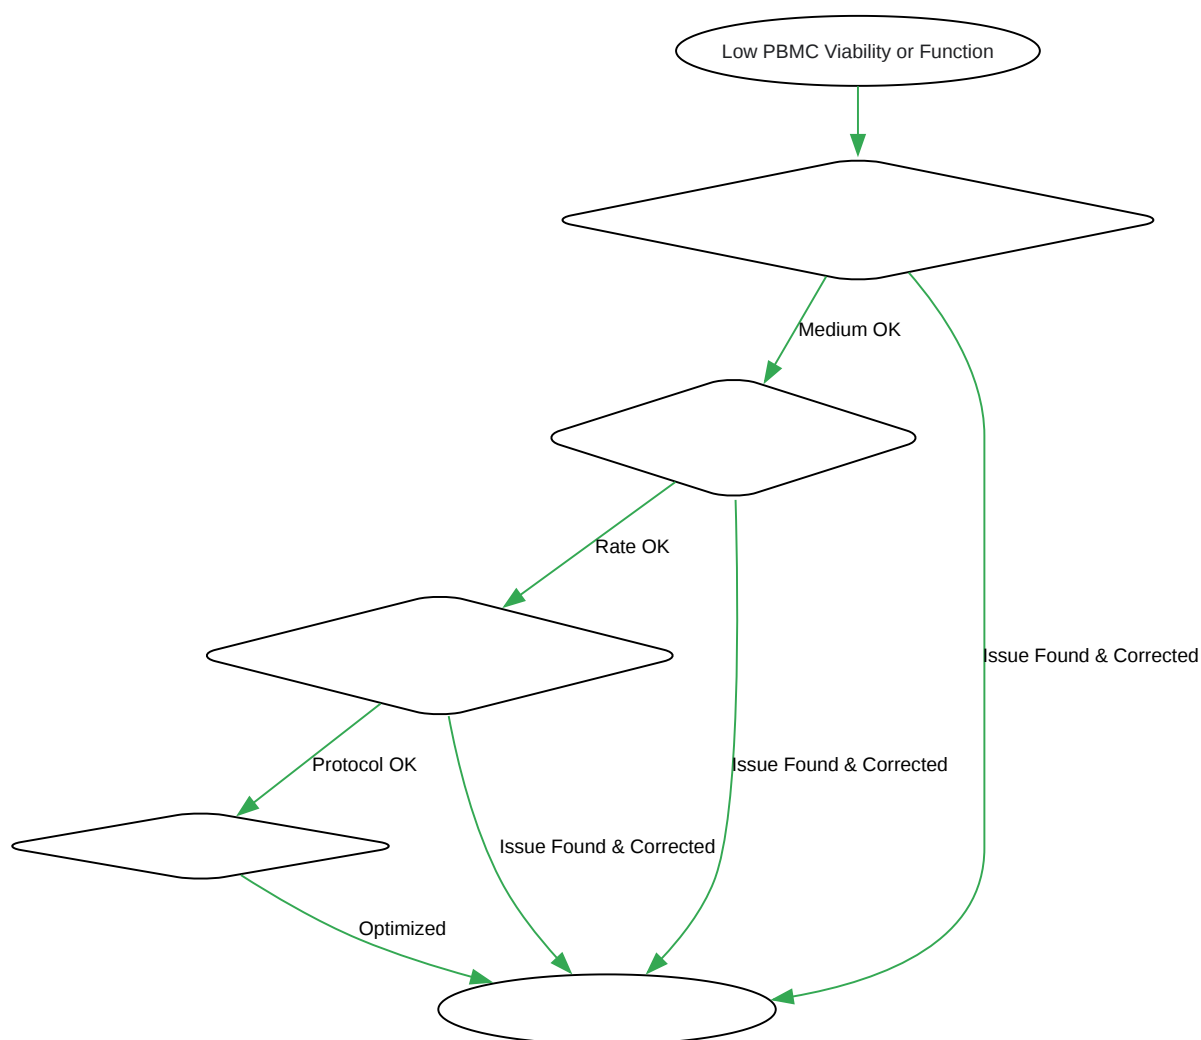 Low PBMC Viability or Function
Medium OK
Rate OK
Issue Found & Corrected
Protocol OK
Issue Found & Corrected
Issue Found & Corrected
Optimized